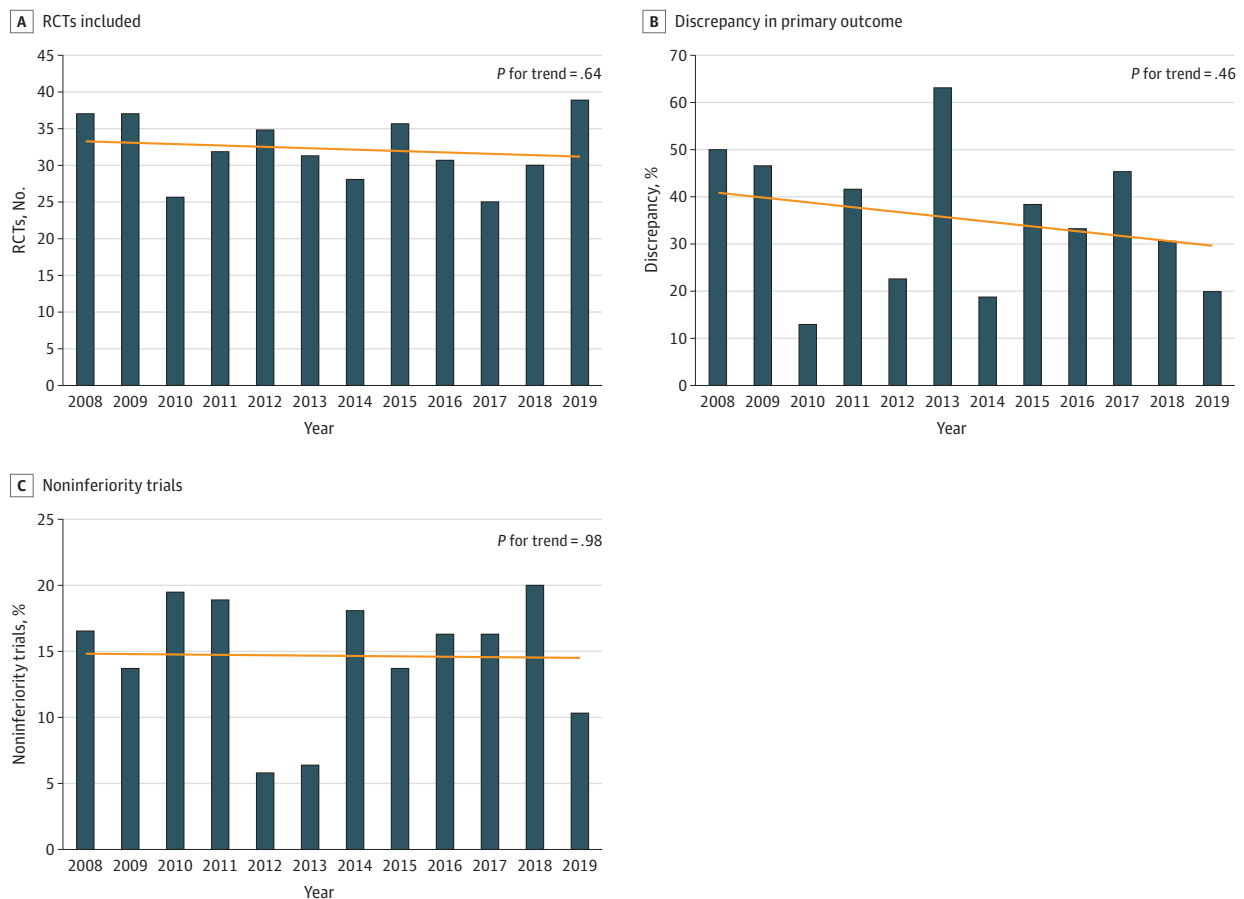 A RCTs included
P for trend = .64
RCTs, No.
45
40
35
30
25
20
15
10
5
0
2008 2009 2010 2011 2012 2013 2014 2015 2016 2017 2018 2019
Year
B Discrepancy in primary outcome
P for trend = .46
Discrepancy, %
70
60
50
40
30
20
10
0
2008 2009 2010 2011 2012 2013 2014 2015 2016 2017 2018 2019
Year
C Noninferiority trials
P for trend = .98
Noninferiority trials, %
25
20
15
10
5
0
2008 2009 2010 2011 2012 2013 2014 2015 2016 2017 2018 2019
Year